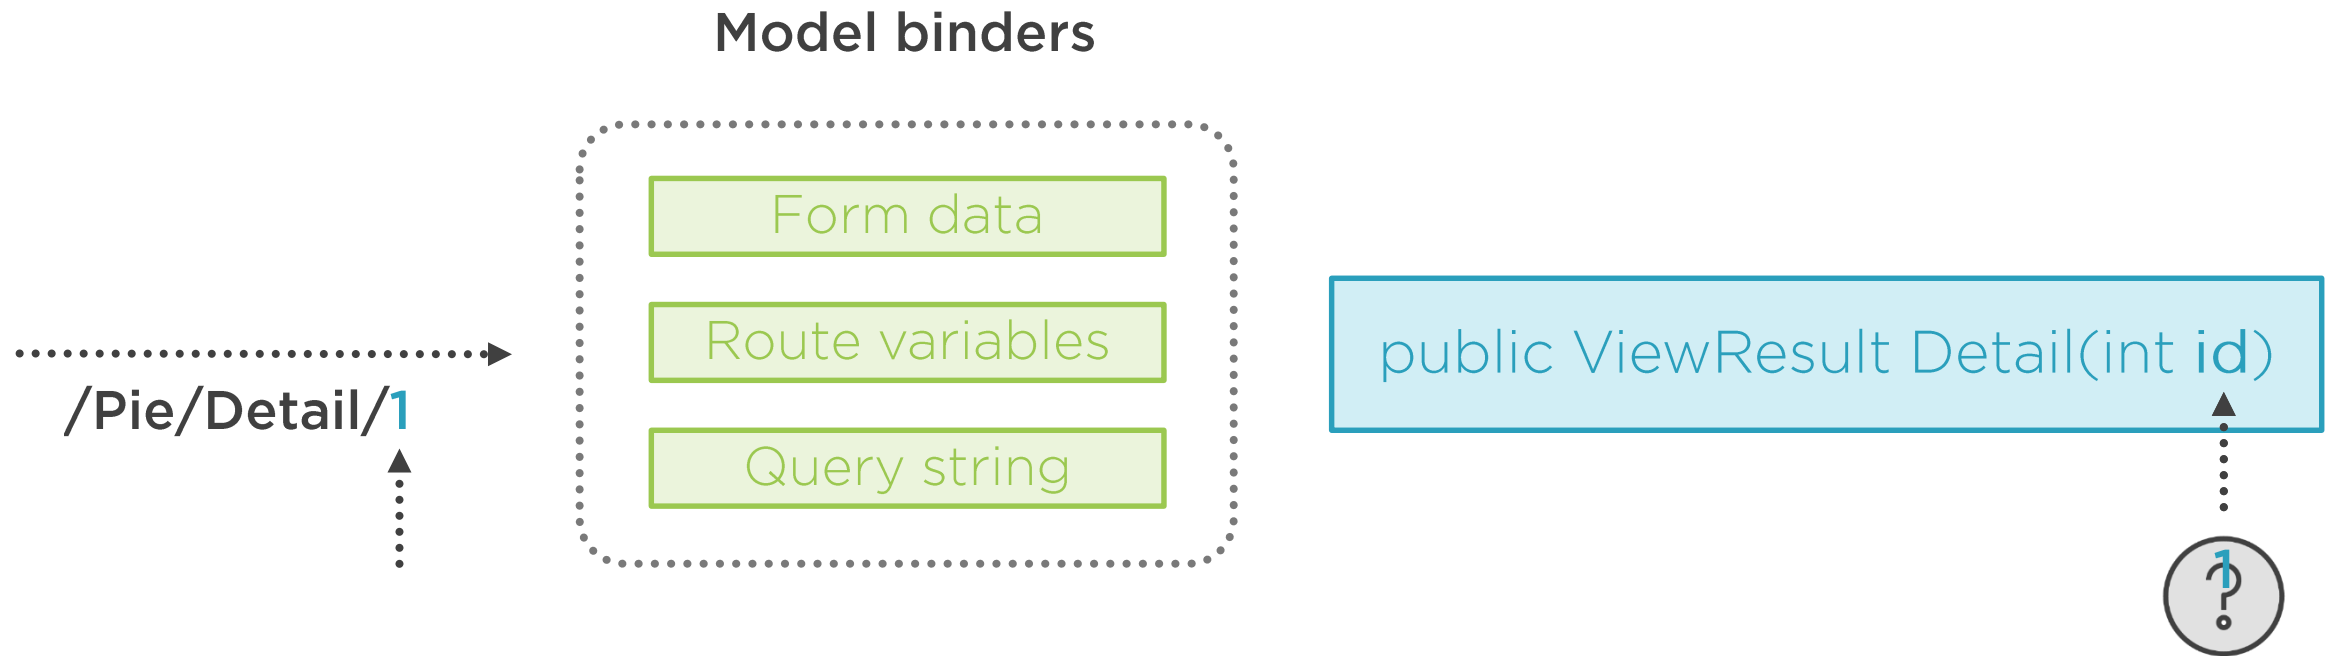 Model binders
Form data
Route variables
Query string
/Pie/Detail/1
public ViewResult Detail(int id)
1
?